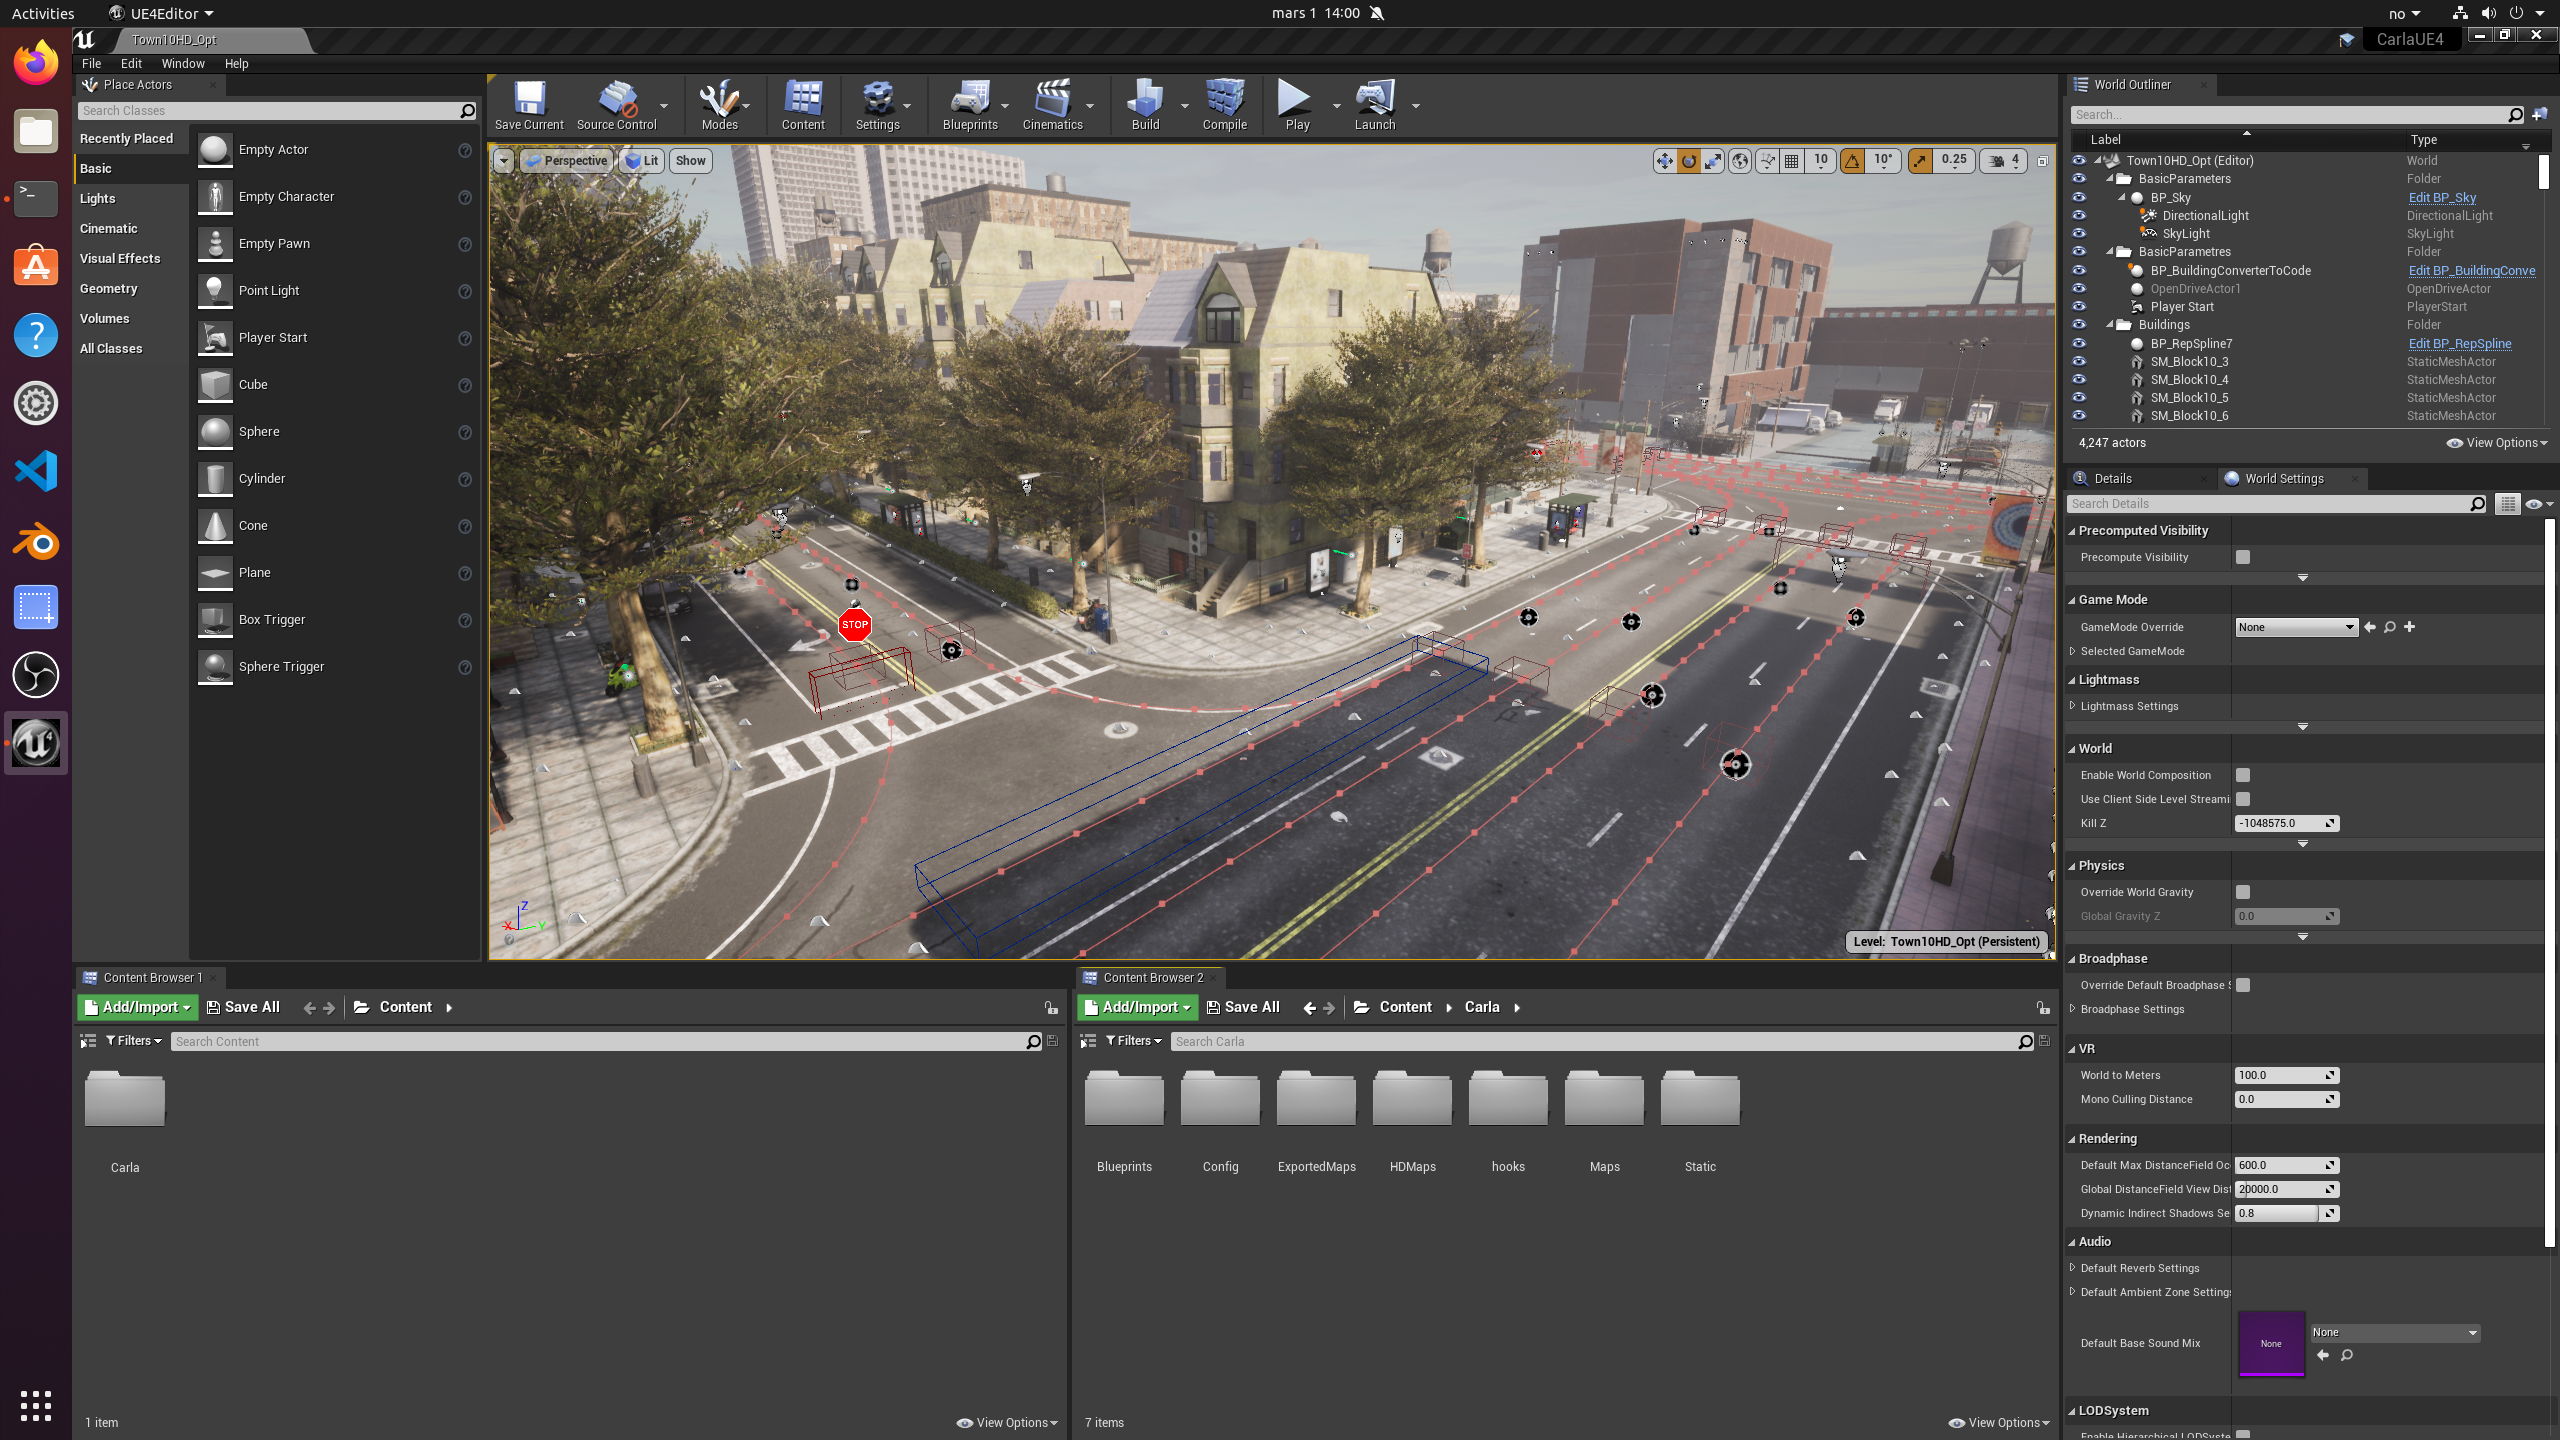 Activities
UE4Editor
mars 1 14:00
no
Town10HD_Opt
CarlaUE4
File
Edit
Window
Help
Place Actors
Search Classes
Recently Placed
Basic
Lights
Cinematic
Visual Effects
Geometry
Volumes
All Classes
Empty Actor
Empty Character
Empty Pawn
Point Light
Player Start
Cube
Sphere
Cylinder
Cone
Plane
Box Trigger
Sphere Trigger
Save Current
Source Control
Modes
Content
Settings
Blueprints
Cinematics
Build
Compile
Play
Launch
Perspective
Lit
Show
10
10°
0.25
4
STOP
Z
X
Y
Level: Town10HD_Opt (Persistent)
World Outliner
Search...
Label
Type
Town10HD_Opt (Editor)
World
BasicParameters
Folder
BP_Sky
Edit BP_Sky
DirectionalLight
DirectionalLight
SkyLight
SkyLight
BasicParametres
Folder
BP_BuildingConverterToCode
Edit BP_BuildingConve
OpenDriveActor1
OpenDriveActor
Player Start
PlayerStart
Buildings
Folder
BP_RepSpline7
Edit BP_RepSpline
SM_Block10_3
StaticMeshActor
SM_Block10_4
StaticMeshActor
SM_Block10_5
StaticMeshActor
SM_Block10_6
StaticMeshActor
4,247 actors
View Options
Details
World Settings
Search Details
Precomputed Visibility
Precompute Visibility
Game Mode
GameMode Override
None
Selected GameMode
Lightmass
Lightmass Settings
World
Enable World Composition
Use Client Side Level Streami
Kill Z
-1048575.0
Physics
Override World Gravity
Global Gravity Z
0.0
Broadphase
Override Default Broadphase S
Broadphase Settings
VR
World to Meters
100.0
Mono Culling Distance
0.0
Rendering
Default Max DistanceField Oc
600.0
Global DistanceField View Dist
20000.0
Dynamic Indirect Shadows Se
0.8
Audio
Default Reverb Settings
Default Ambient Zone Settings
Default Base Sound Mix
None
None
LODSystem
Enable Hierarchical LODSyste
Content Browser 1
Add/Import
Save All
Content
Filters
Search Content
Carla
1 item
View Options
Content Browser 2
Add/Import
Save All
Content
Carla
Filters
Search Carla
Blueprints
Config
ExportedMaps
HDMaps
hooks
Maps
Static
7 items
View Options